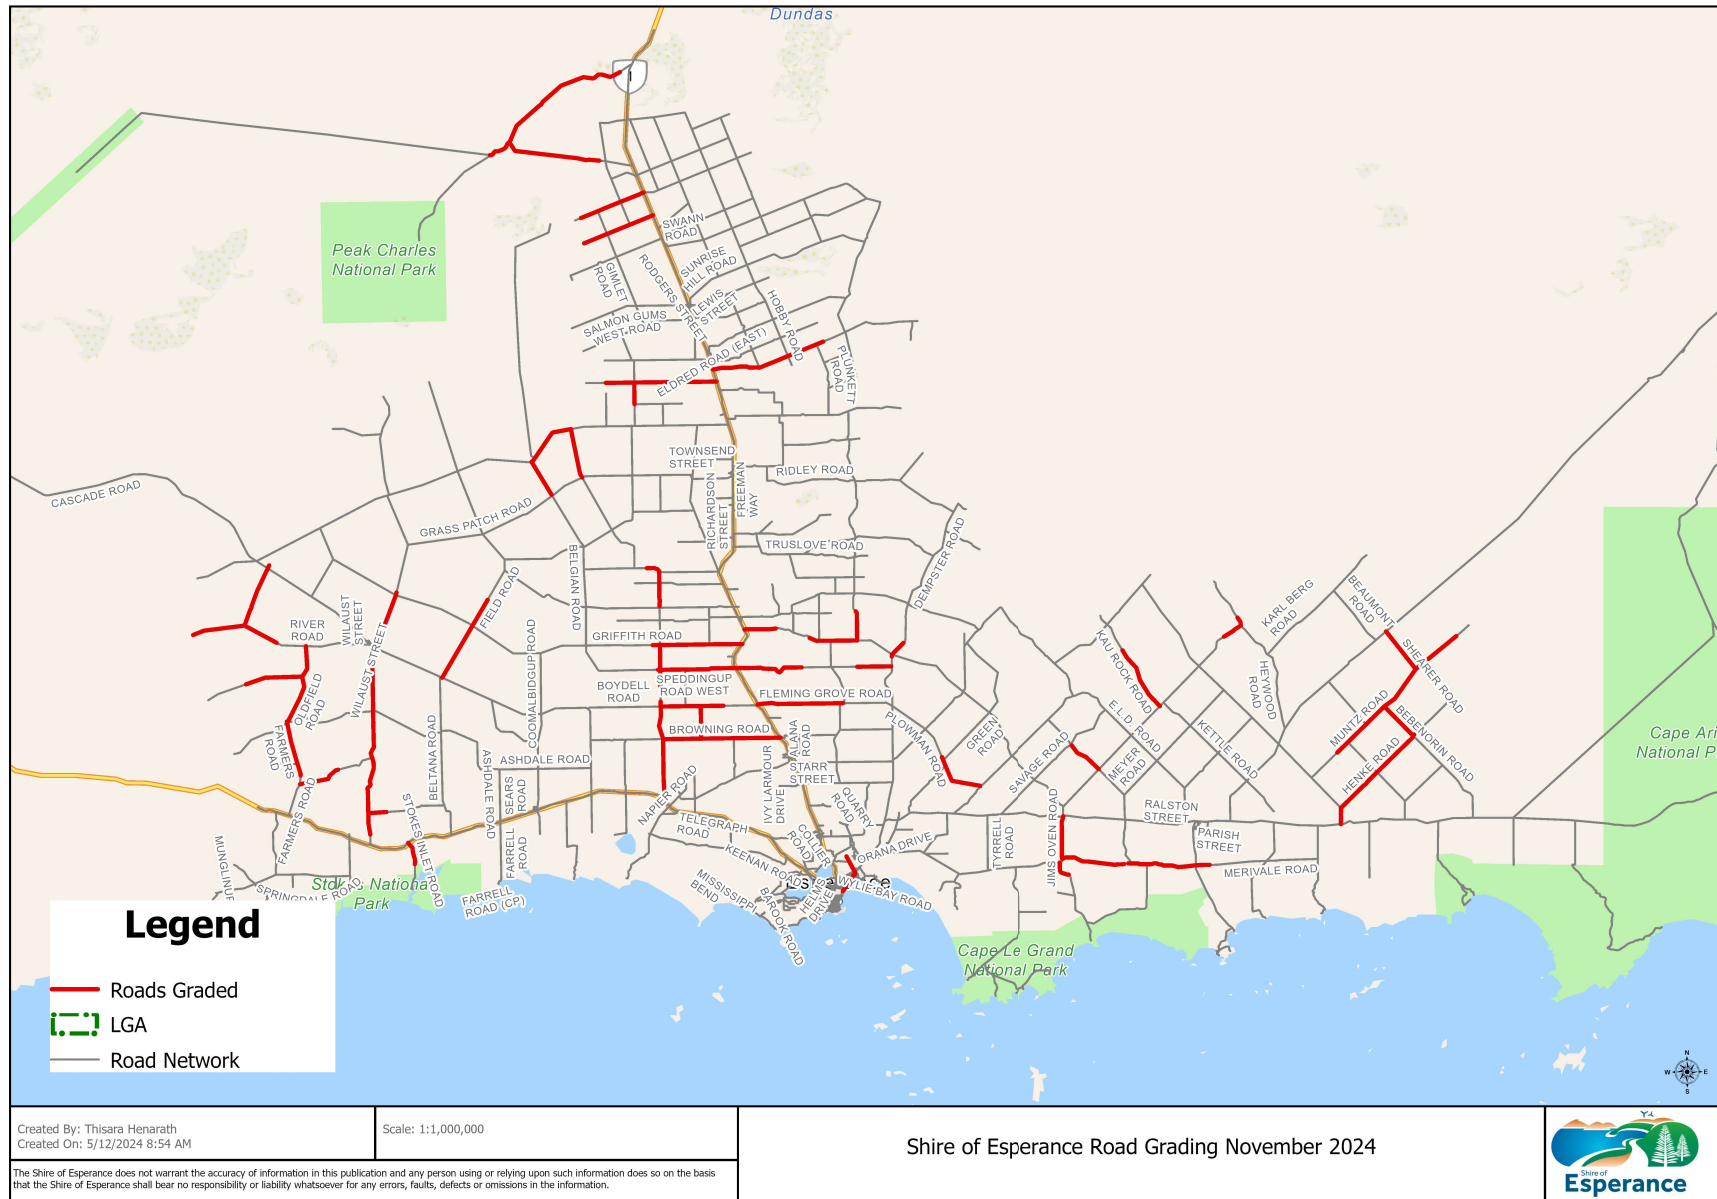 Dundas
1
Peak Charles
National Park
SWANN
ROAD
SUNRISE
HILL ROAD
GIMLET
ROAD
RODGERS STREET
LEWIS
STREET
HOBBY ROAD
SALMON GUMS
WEST ROAD
ELDRED ROAD (EAST)
PLUNKETT
ROAD
CASCADE ROAD
GRASS PATCH ROAD
TOWNSEND
STREET
RIDLEY ROAD
FREEMAN
WAY
RICHARDSON
STREET
TRUSLOVE ROAD
DEMPSTER ROAD
BELGIAN ROAD
FIELD ROAD
RIVER
ROAD
WILAUST
STREET
WILAUST STREET
GRIFFITH ROAD
COOMALBIDGUP ROAD
BOYDELL
ROAD
SPEDDINGUP
ROAD WEST
FLEMING GROVE ROAD
BROWNING ROAD
OLDFIELD
ROAD
FARMERS
ROAD
FARMERS ROAD
BELTANA ROAD
ASHDALE ROAD
ASHDALE ROAD
SEARS
ROAD
FARRELL
ROAD
FARRELL
ROAD (CP)
STOKES INLET ROAD
SPRINGDALE ROAD
Stokes National
Park
NAPIER ROAD
IVY LARMOUR
DRIVE
ALANA
ROAD
STARR
STREET
QUARRY
ROAD
COLLIER
ROAD
TELEGRAPH
ROAD
KEENAN ROAD
MISSISSIPPI
BEND
BAROOK ROAD
HELMS
DRIVE
WYLIE BAY ROAD
ORANA DRIVE
PLOWMAN ROAD
GREEN
ROAD
SAVAGE ROAD
KAU ROCK ROAD
E.L.D. ROAD
MEYER
ROAD
KETTLE ROAD
HEYWOOD
ROAD
KARL BERG
ROAD
BEAUMONT
ROAD
SHEARER ROAD
MUNTZ ROAD
BEBENORIN ROAD
HENKE ROAD
TYRRELL
ROAD
JIMS OVEN ROAD
RALSTON
STREET
PARISH
STREET
MERIVALE ROAD
Cape Le Grand
National Park
Cape Ari
National P
Legend
Roads Graded
LGA
Road Network
N
W
E
S
Created By: Thisara Henarath
Created On: 5/12/2024 8:54 AM
Scale: 1:1,000,000
The Shire of Esperance does not warrant the accuracy of information in this publication and any person using or relying upon such information does so on the basis
that the Shire of Esperance shall bear no responsibility or liability whatsoever for any errors, faults, defects or omissions in the information.
Shire of Esperance Road Grading November 2024
Shire of
Esperance